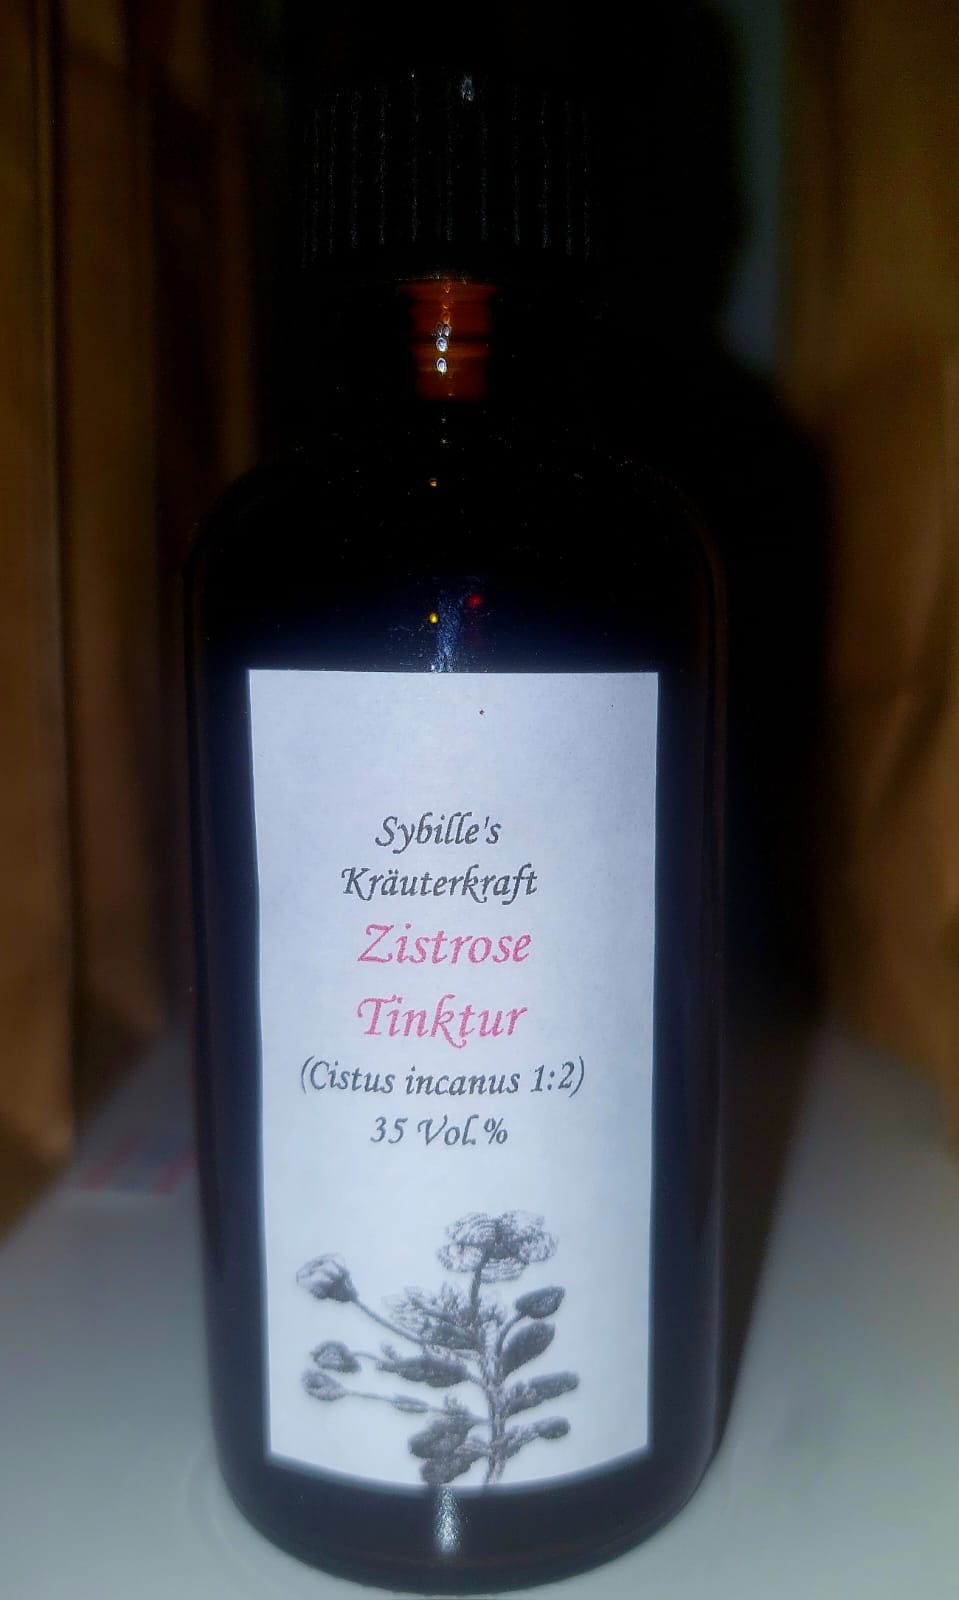 Sybille's
Kräuterkraft
Zistrose
Tinktur
(Cistus incanus 1:2)
35 Vol.%